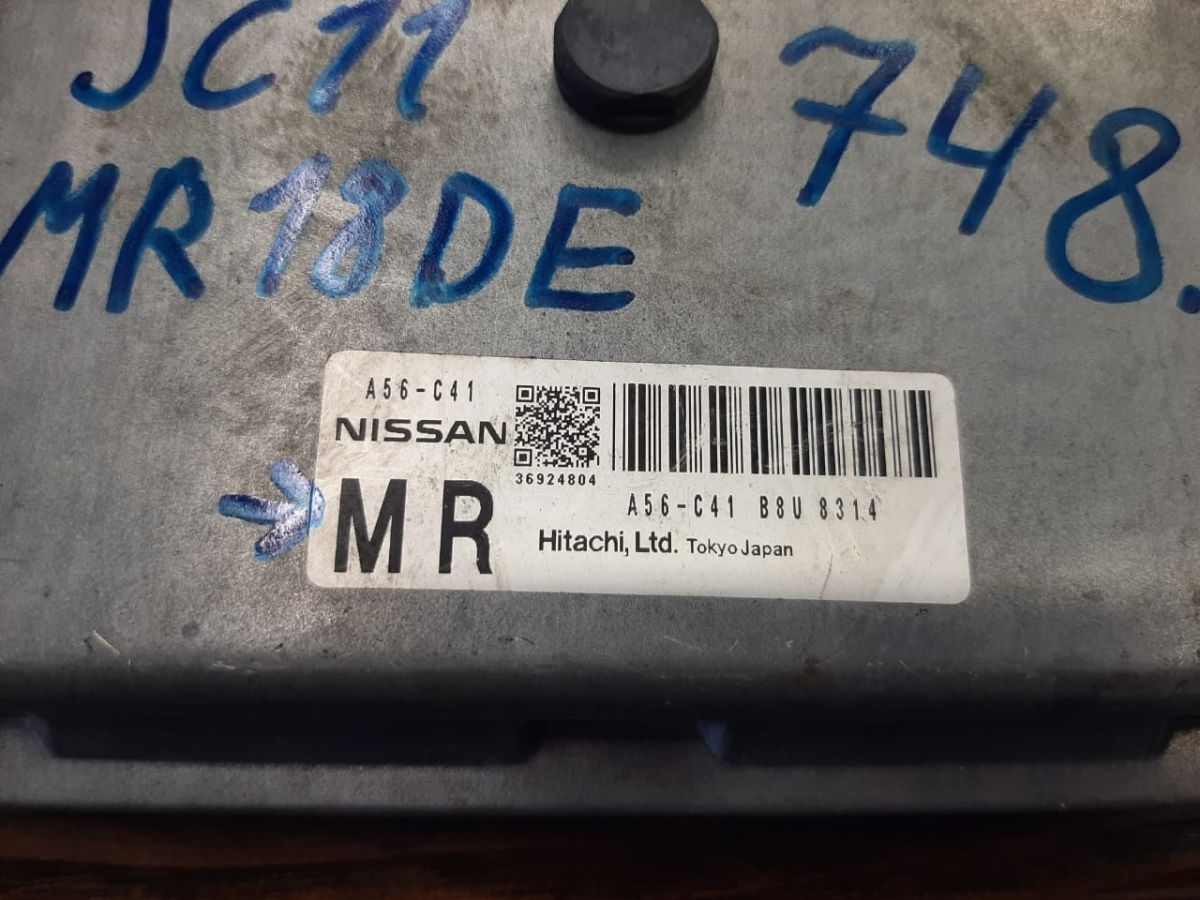 JC11
748.
MR18DE
A56-C41
NISSAN
36924804
MR
A56-C41 B8U 8314
Hitachi, Ltd. Tokyo Japan